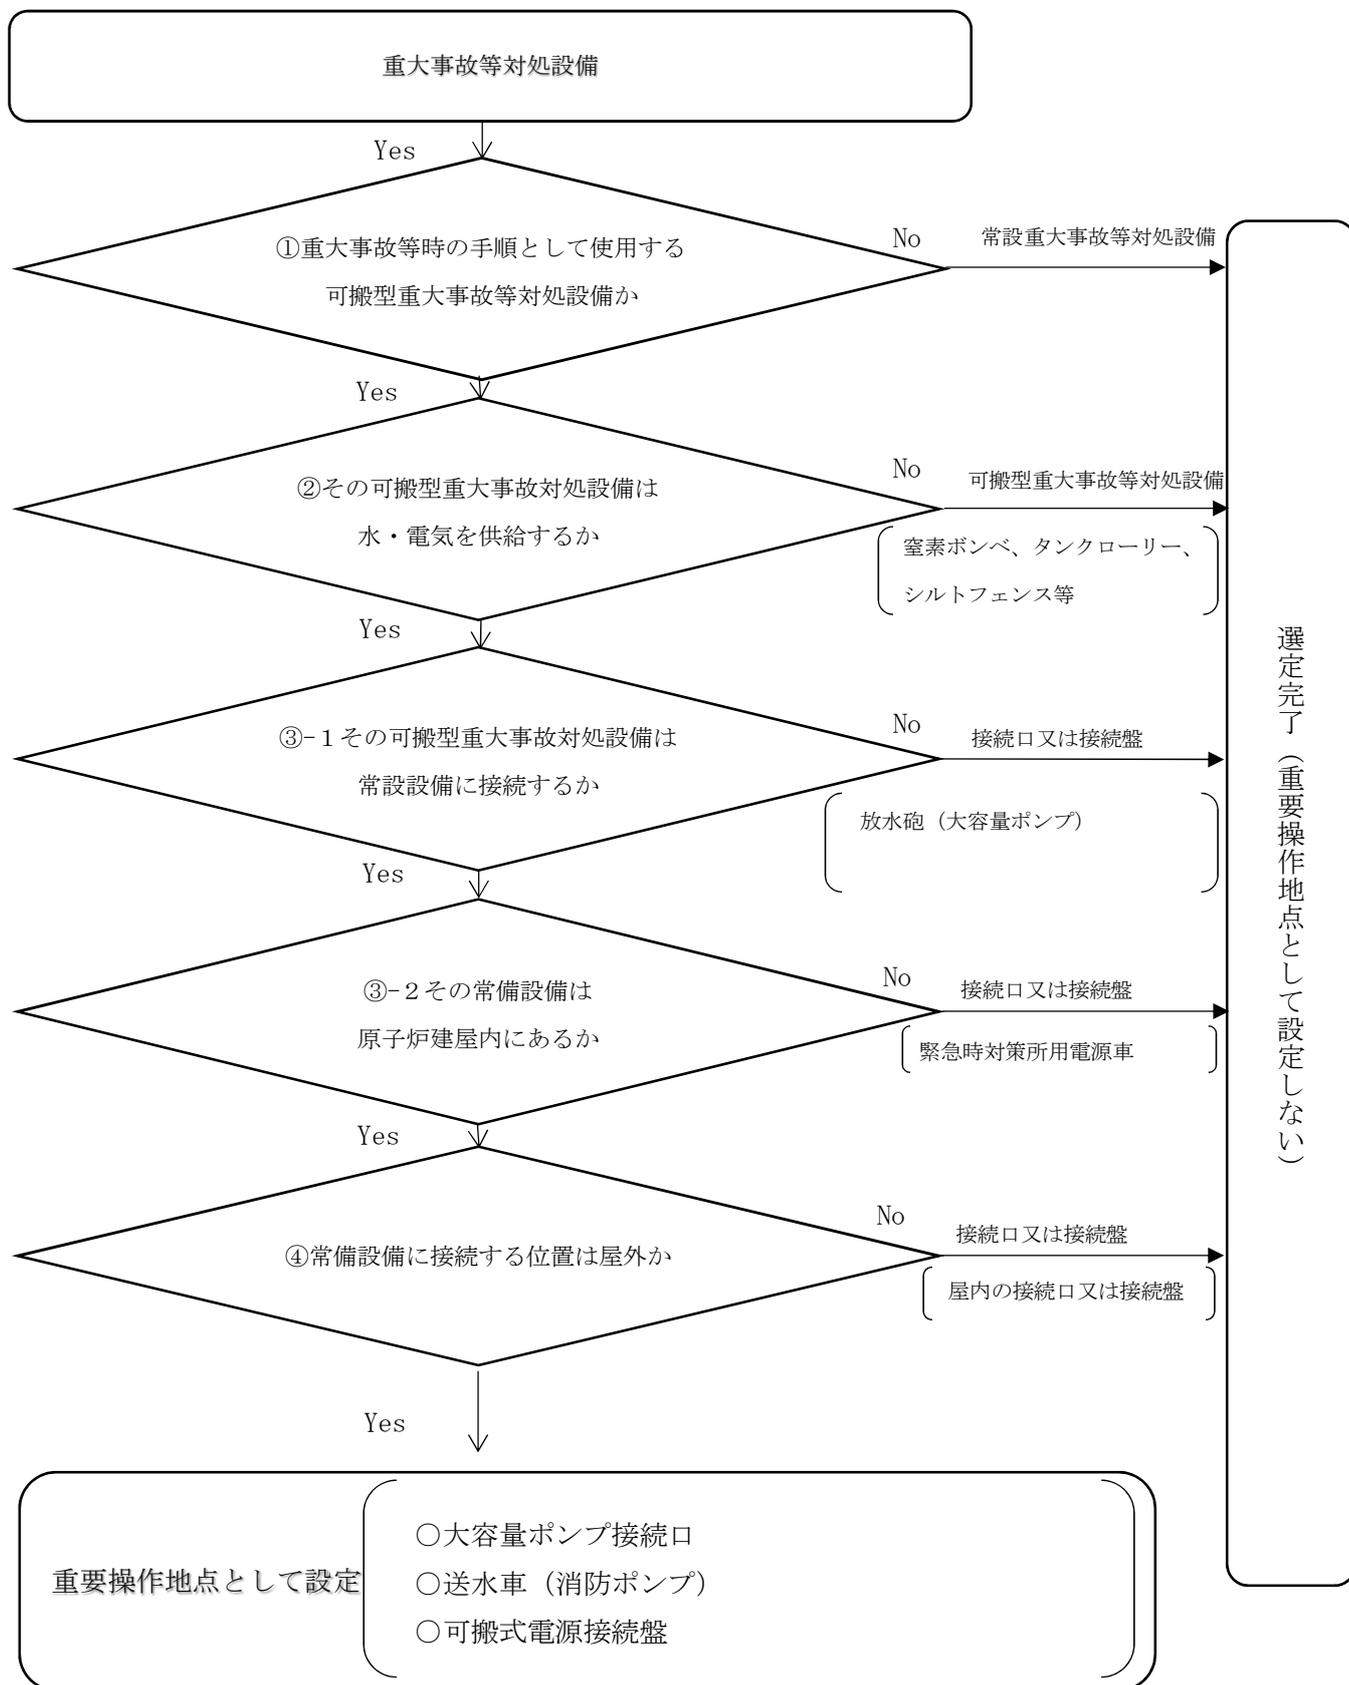 重大事故等対処設備
Yes
①重大事故等時の手順として使用する
可搬型重大事故等対処設備か
No
常設重大事故等対処設備
Yes
②その可搬型重大事故対処設備は
水・電気を供給するか
No
可搬型重大事故等対処設備
窒素ボンベ、タンクローリー、
シルトフェンス等
Yes
③-１その可搬型重大事故対処設備は
常設設備に接続するか
No
接続口又は接続盤
放水砲（大容量ポンプ）
Yes
③-２その常備設備は
原子炉建屋内にあるか
No
接続口又は接続盤
緊急時対策所用電源車
Yes
④常備設備に接続する位置は屋外か
No
接続口又は接続盤
屋内の接続口又は接続盤
Yes
選定完了（重要操作地点として設定しない）
重要操作地点として設定
○大容量ポンプ接続口
○送水車（消防ポンプ）
○可搬式電源接続盤